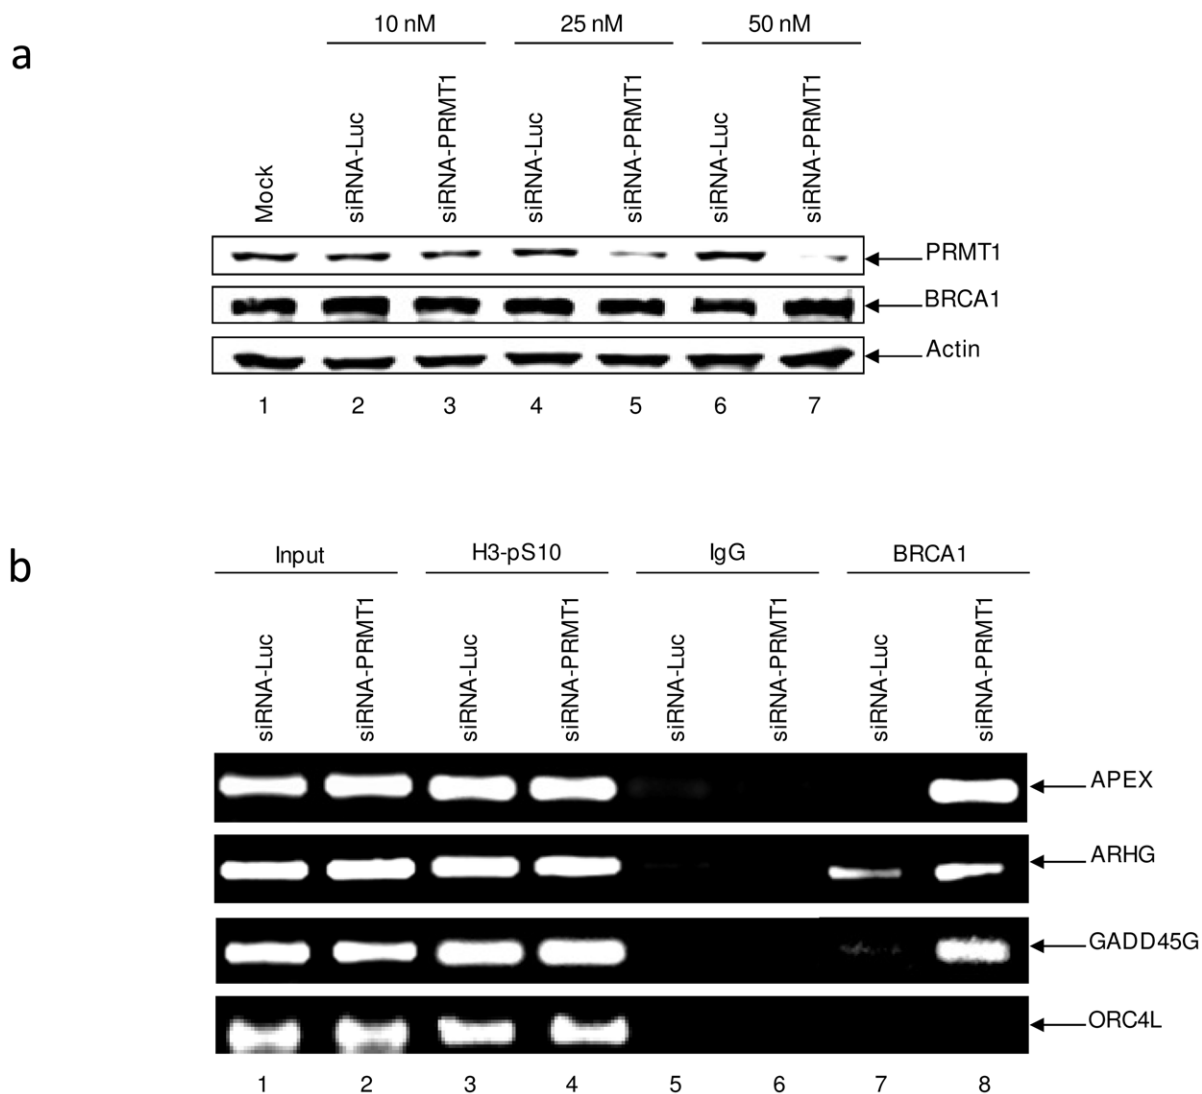 a
10 nM 25 nM 50 nM
Mock siRNA-Luc siRNA-PRMT1 siRNA-Luc siRNA-PRMT1 siRNA-Luc siRNA-PRMT1
PRMT1
BRCA1
Actin
1 2 3 4 5 6 7
b
Input H3-pS10 IgG BRCA1
siRNA-Luc siRNA-PRMT1 siRNA-Luc siRNA-PRMT1 siRNA-Luc siRNA-PRMT1 siRNA-Luc siRNA-PRMT1
APEX
ARHG
GADD45G
ORC4L
1 2 3 4 5 6 7 8